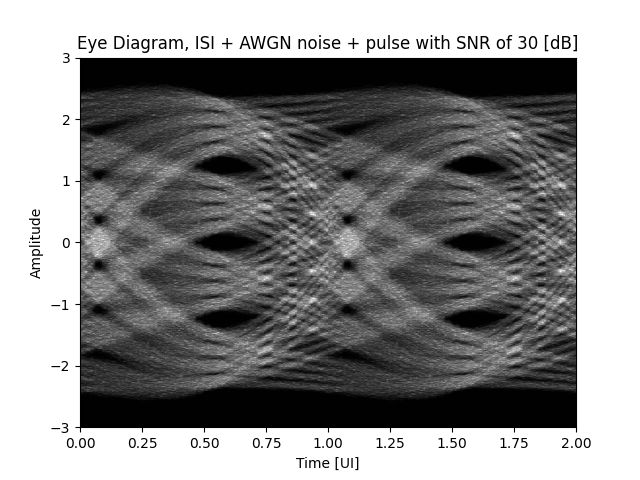 Eye Diagram, ISI + AWGN noise + pulse with SNR of 30 [dB]
3
2
1
0
−1
−2
−3
Amplitude
0.00 0.25 0.50 0.75 1.00 1.25 1.50 1.75 2.00
Time [UI]